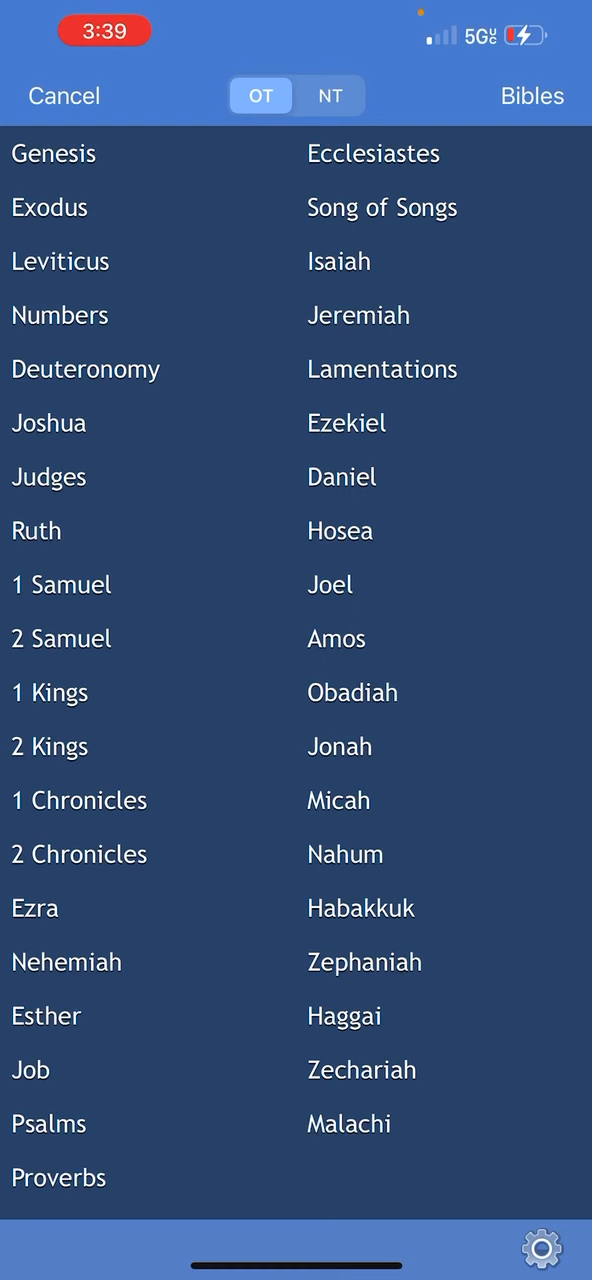 3:39
5G
Cancel
OT
NT
Bibles
Genesis
Exodus
Leviticus
Numbers
Deuteronomy
Joshua
Judges
Ruth
1 Samuel
2 Samuel
1 Kings
2 Kings
1 Chronicles
2 Chronicles
Ezra
Nehemiah
Esther
Job
Psalms
Proverbs
Ecclesiastes
Song of Songs
Isaiah
Jeremiah
Lamentations
Ezekiel
Daniel
Hosea
Joel
Amos
Obadiah
Jonah
Micah
Nahum
Habakkuk
Zephaniah
Haggai
Zechariah
Malachi